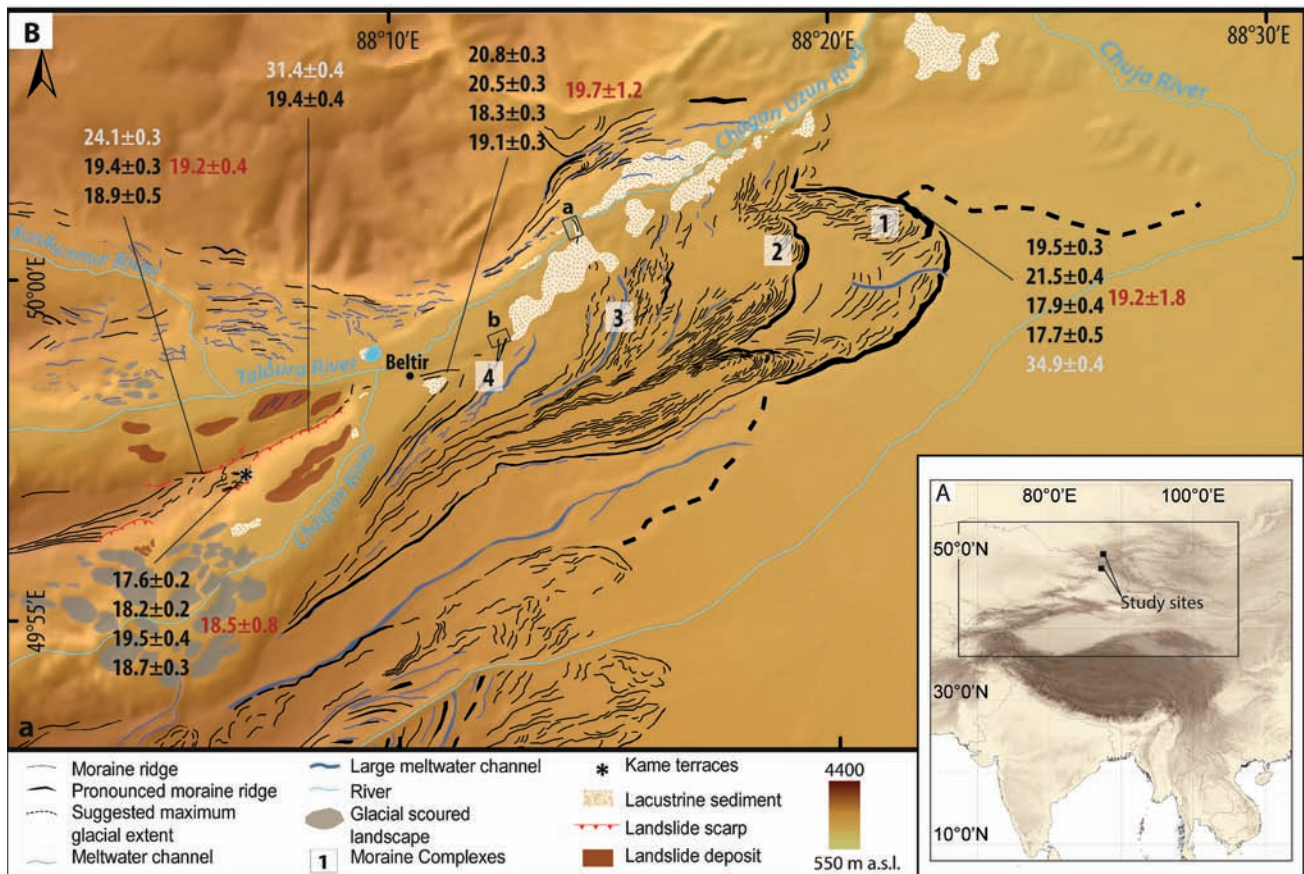 B
88°10'E
88°20'E
88°30'E
31.4±0.4
19.4±0.4
20.8±0.3
20.5±0.3
18.3±0.3
19.1±0.3
19.7±1.2
24.1±0.3
19.4±0.3
18.9±0.5
19.2±0.4
Chagan Uzun River
Chuja River
Kuskunnur River
50°00'E
a
1
2
3
b
4
Beltir
Taldura River
19.5±0.3
21.5±0.4
17.9±0.4
17.7±0.5
34.9±0.4
19.2±1.8
Chagan River
*
49°55'E
17.6±0.2
18.2±0.2
19.5±0.4
18.7±0.3
18.5±0.8
a
A
80°0'E
100°0'E
50°0'N
Study sites
30°0'N
10°0'N
Moraine ridge
Pronounced moraine ridge
Suggested maximum
glacial extent
Meltwater channel
Large meltwater channel
River
Glacial scoured
landscape
1 Moraine Complexes
* Kame terraces
Lacustrine sediment
Landslide scarp
Landslide deposit
4400
550 m a.s.l.